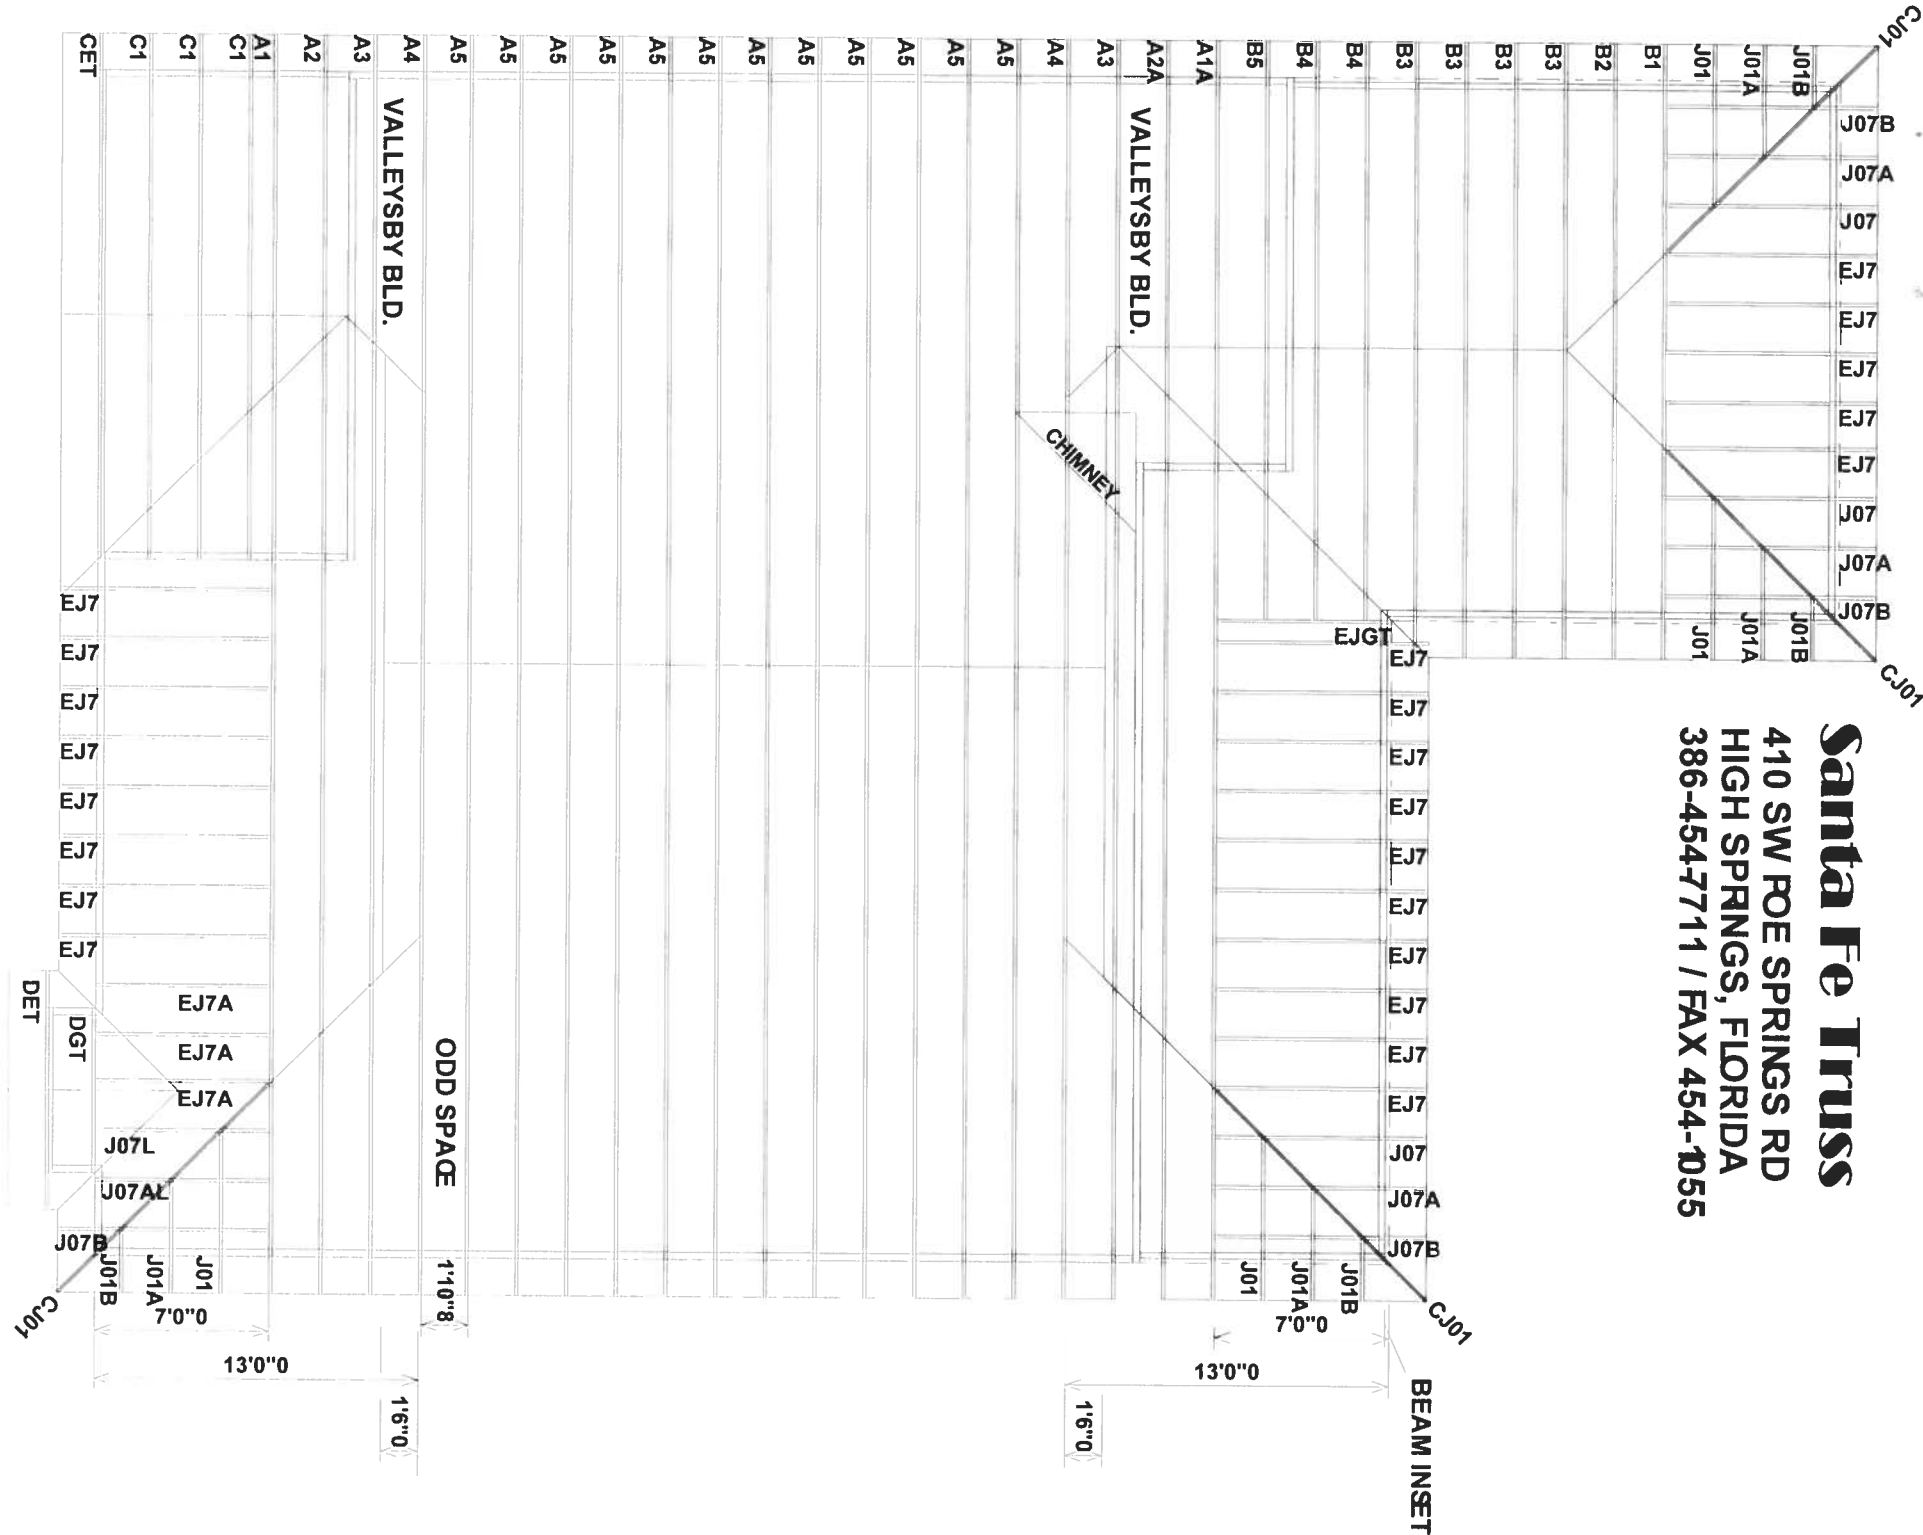 CET
C1
C1
C1
A1
A2
A3
A4
A5
A5
A5
A5
A5
A5
A5
A5
A5
A5
A5
A5
A4
A3
A2A
A1A
B5
B4
B4
B3
B3
B3
B3
B2
B1
J01
J01A
J01B
CJ01
J07B
J07A
J07
EJ7
EJ7
EJ7
EJ7
EJ7
J07
J07A
J07B
J01
J01A
J01B
CJ01
VALLEYSBY BLD.
VALLEYSBY BLD.
CHIMNEY
EJGT
EJ7
EJ7
EJ7
EJ7
EJ7
EJ7
EJ7
EJ7
EJ7
EJ7
J07
J07A
J07B
J01
J01A
J01B
CJ01
EJ7
EJ7
EJ7
EJ7
EJ7
EJ7
EJ7
EJ7
EJ7A
EJ7A
EJ7A
J07L
J07AL
J07B
J01B
J01A
J01
CJ01
DET
DGT
ODD SPACE
1'10"8
7'0"0
13'0"0
1'6"0
7'0"0
13'0"0
1'6"0
BEAM INSET
Santa Fe Truss
410 SW POE SPRINGS RD
HIGH SPRNGS, FLORIDA
386-454-7711 / FAX 454-1055